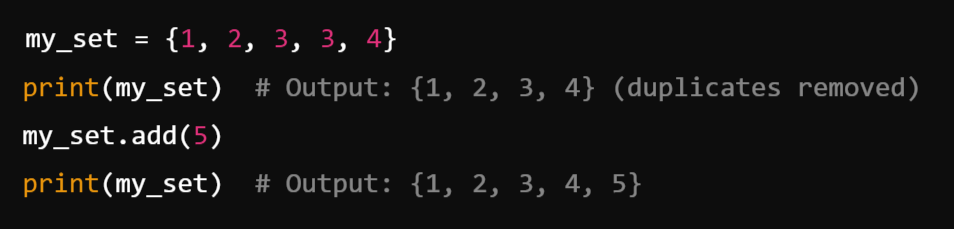 my_set = {1, 2, 3, 3, 4}
print(my_set)  # Output: {1, 2, 3, 4} (duplicates removed)
my_set.add(5)
print(my_set)  # Output: {1, 2, 3, 4, 5}